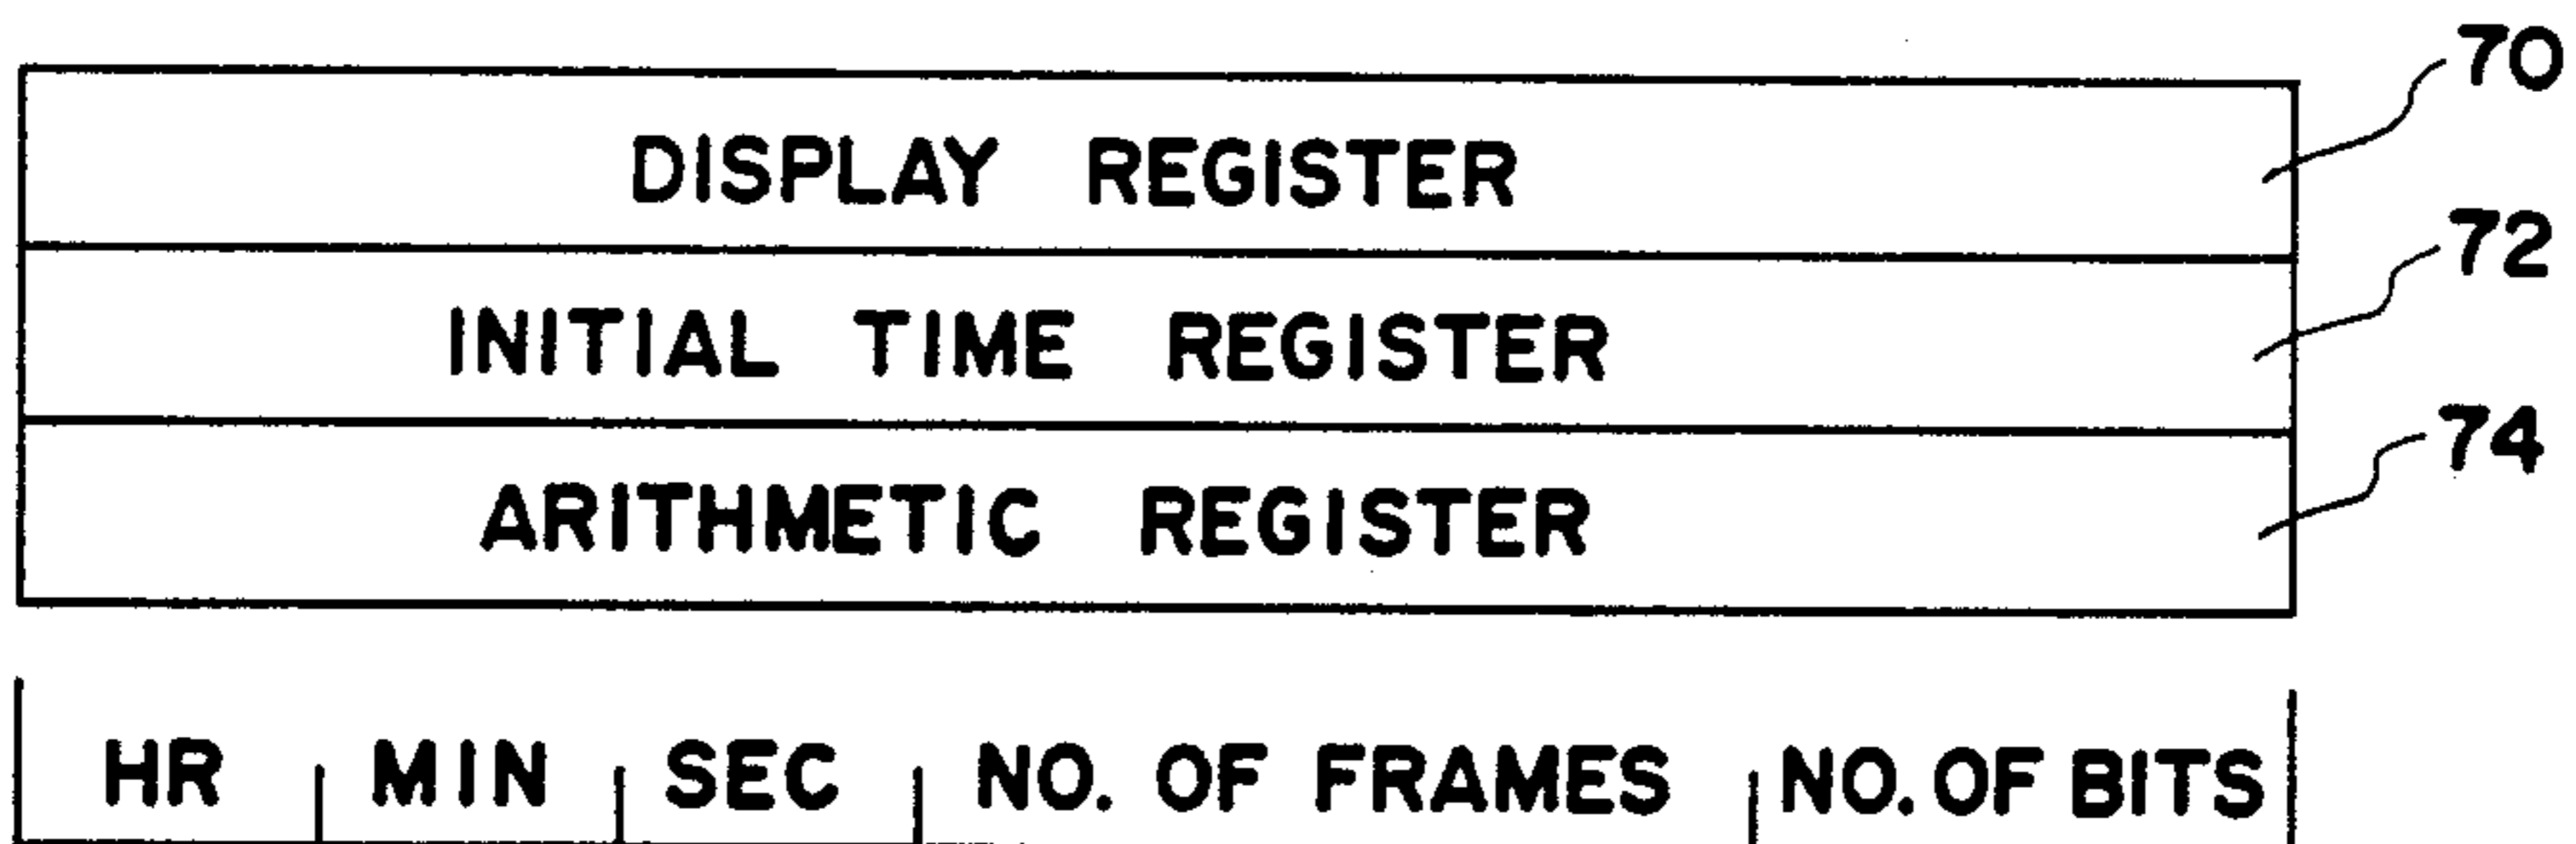 70
DISPLAY REGISTER
72
INITIAL TIME REGISTER
74
ARITHMETIC REGISTER
HR MIN SEC NO. OF FRAMES NO. OF BITS